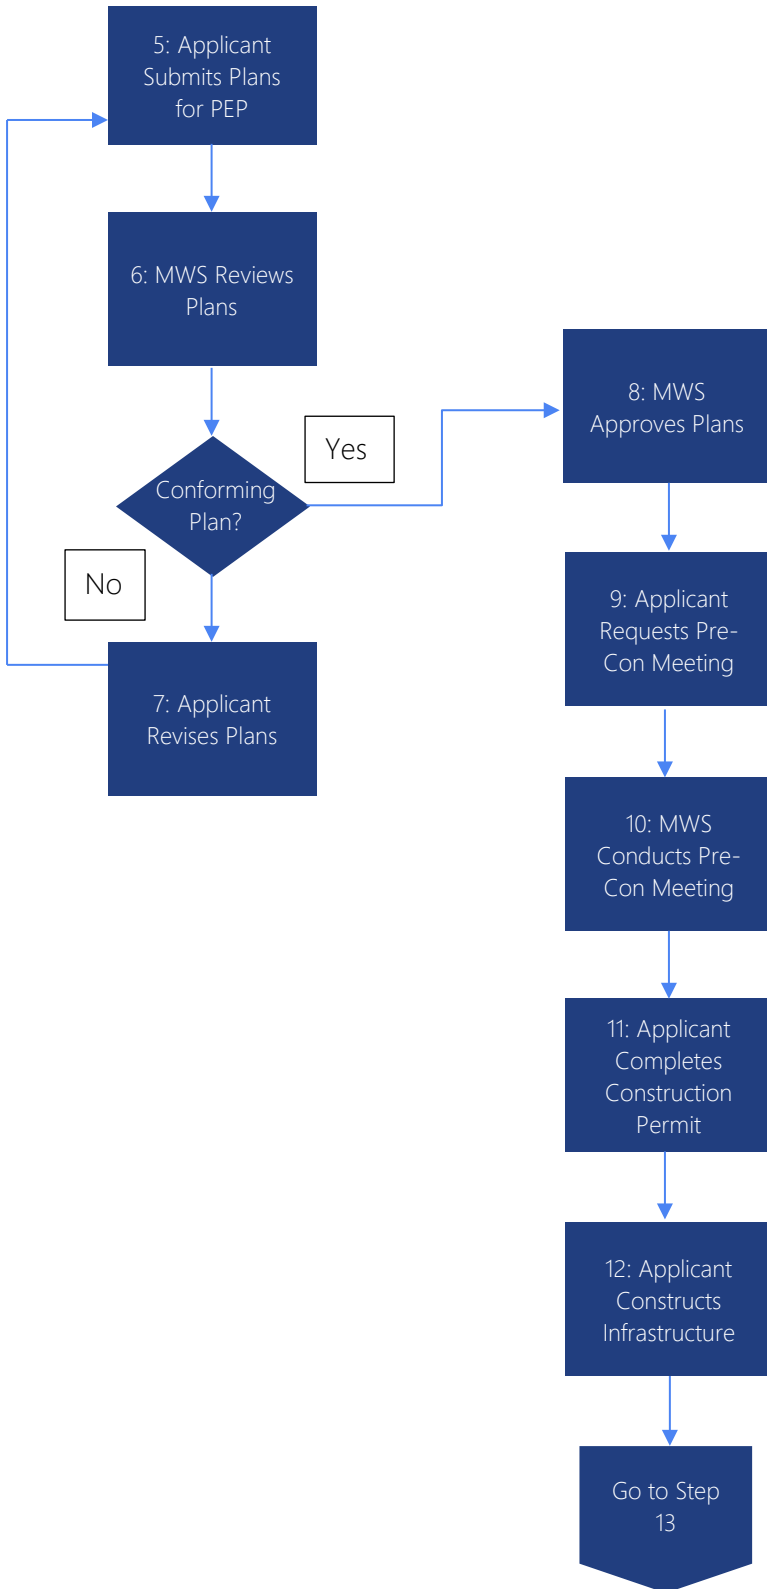 5: Applicant
Submits Plans
for PEP
6: MWS Reviews
Plans
Conforming
Plan?
Yes
No
7: Applicant
Revises Plans
8: MWS
Approves Plans
9: Applicant
Requests Pre-
Con Meeting
10: MWS
Conducts Pre-
Con Meeting
11: Applicant
Completes
Construction
Permit
12: Applicant
Constructs
Infrastructure
Go to Step
13